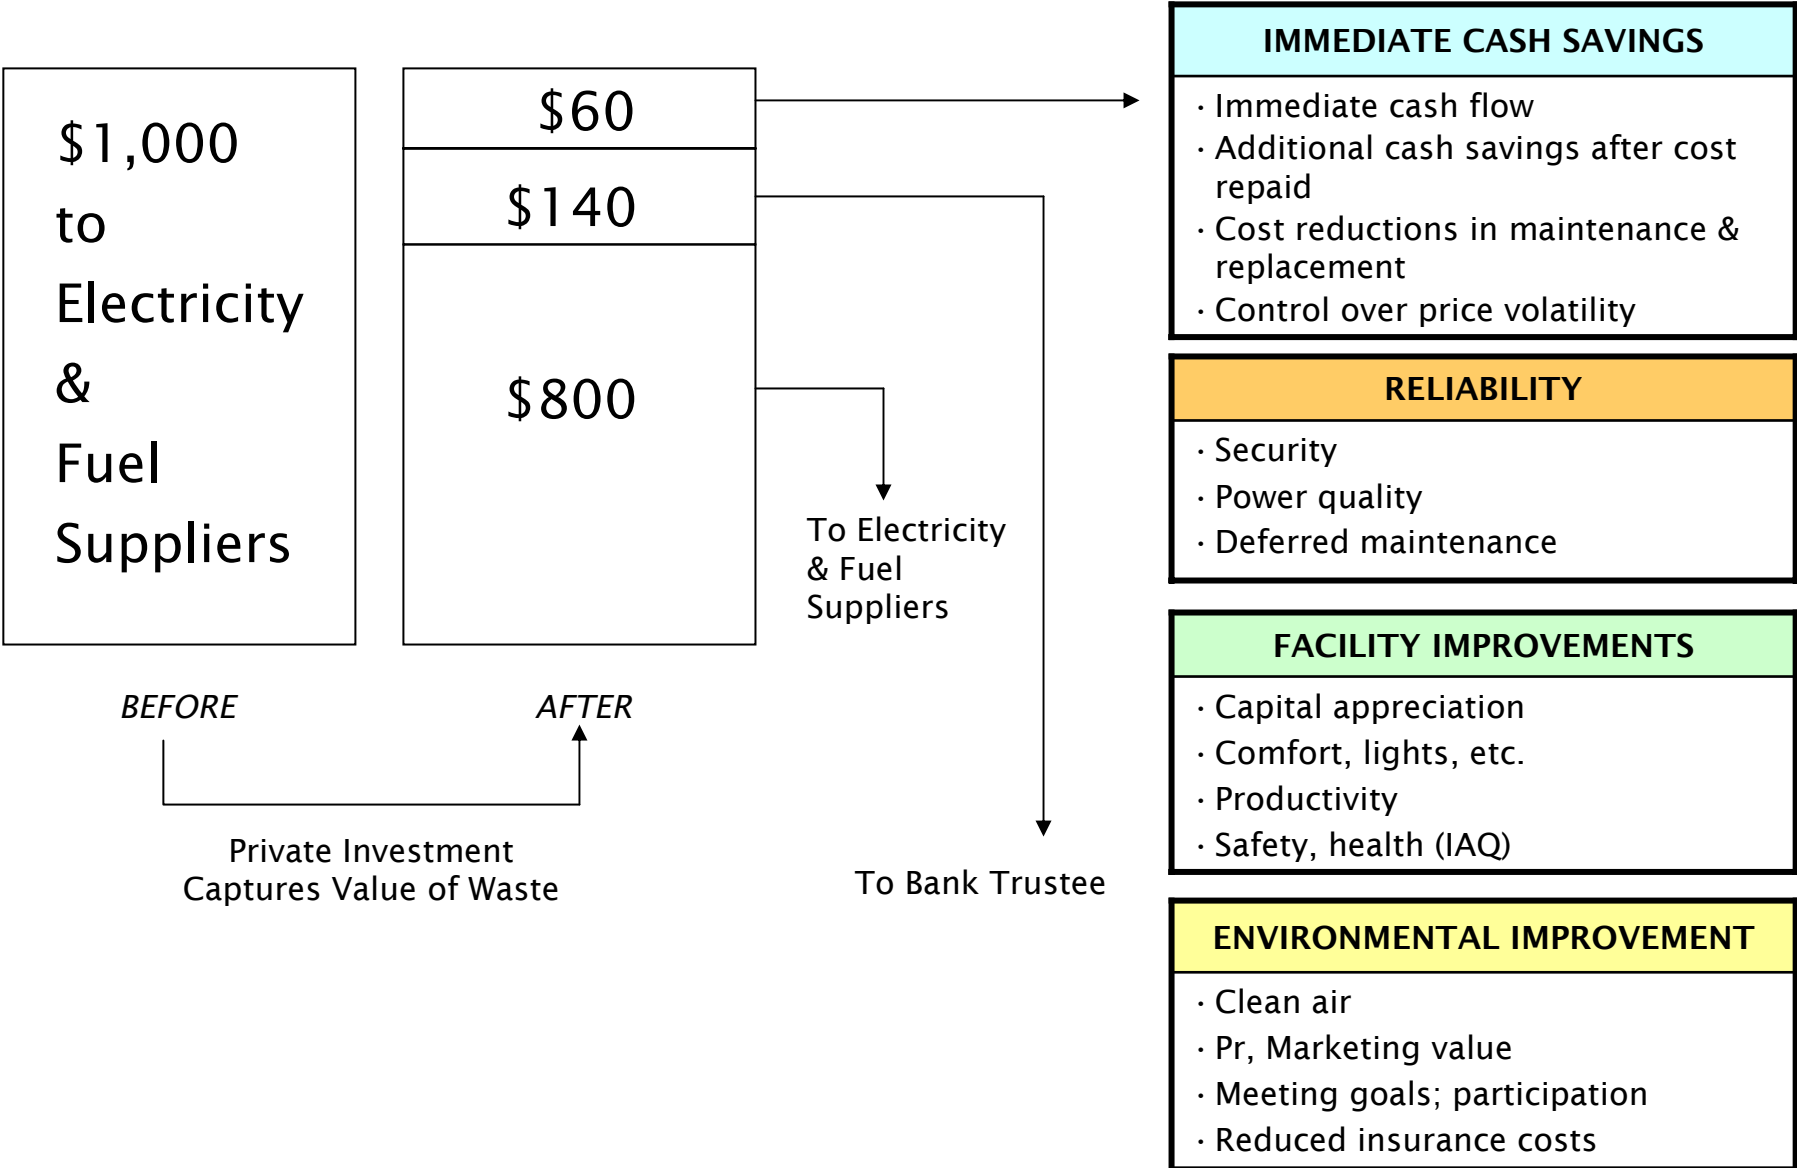 $1,000
to
Electricity
&
Fuel
Suppliers
BEFORE
$60
$140
$800
AFTER
Private Investment
Captures Value of Waste
To Electricity
& Fuel
Suppliers
To Bank Trustee
IMMEDIATE CASH SAVINGS
· Immediate cash flow
· Additional cash savings after cost
repaid
· Cost reductions in maintenance &
replacement
· Control over price volatility
RELIABILITY
· Security
· Power quality
· Deferred maintenance
FACILITY IMPROVEMENTS
· Capital appreciation
· Comfort, lights, etc.
· Productivity
· Safety, health (IAQ)
ENVIRONMENTAL IMPROVEMENT
· Clean air
· Pr, Marketing value
· Meeting goals; participation
· Reduced insurance costs